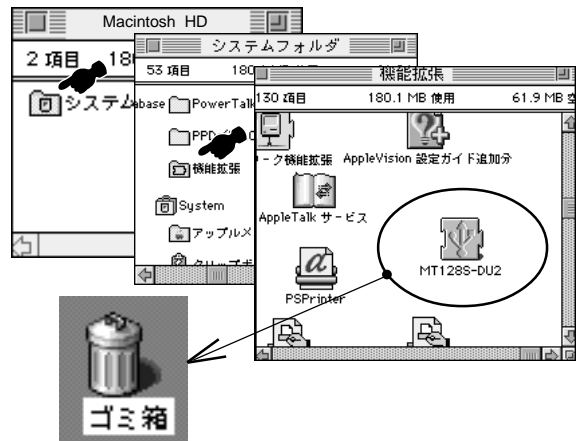 Macintosh HD
2 項目 180
システム
システムフォルダ
53 項目 180
base PowerTalk
PPD
機能拡張
System
アップルメ
機能拡張
130 項目 180.1 MB 使用 61.9 MB 空
ーク機能拡張 AppleVision 設定ガイド追加分
AppleTalk サービス
MT128S-DU2
PSPrinter
ゴミ箱